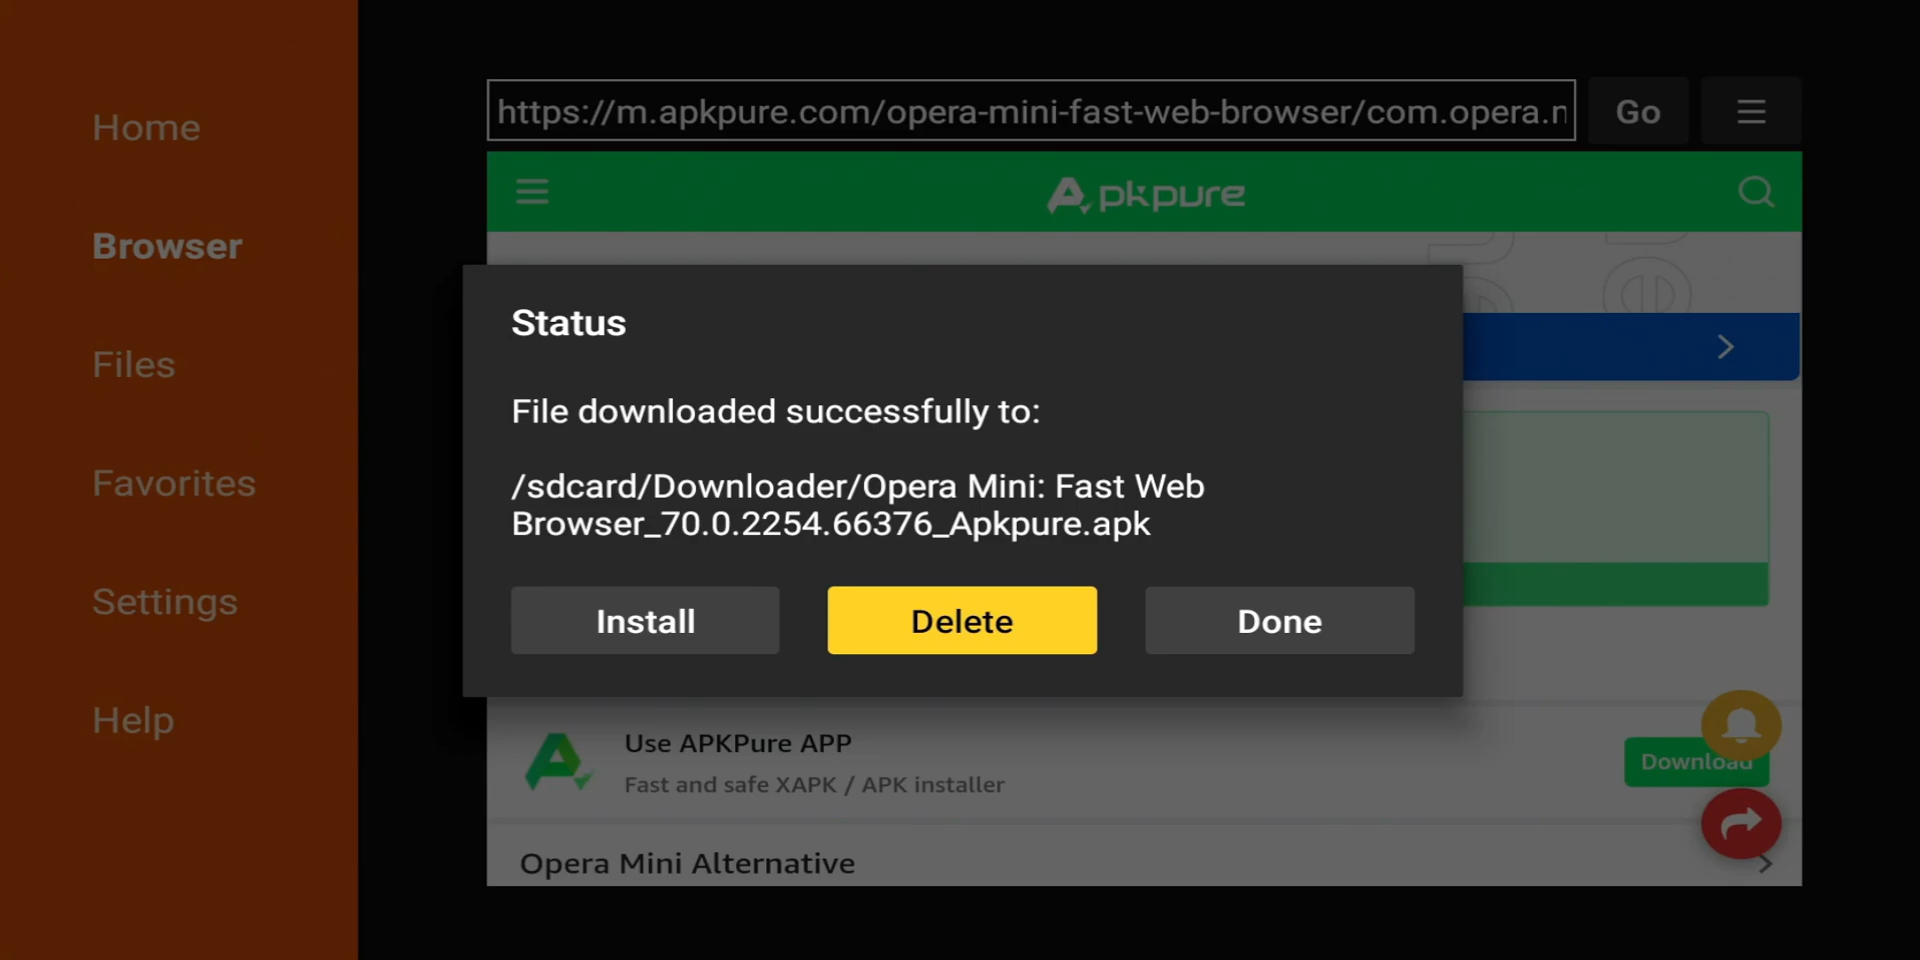 Home
Browser
Files
Favorites
Settings
Help
https://m.apkpure.com/opera-mini-fast-web-browser/com.opera.m
Go
Apkpure
Status
File downloaded successfully to:
/sdcard/Downloader/Opera Mini: Fast Web
Browser_70.0.2254.66376_Apkpure.apk
Install
Delete
Done
Use APKPure APP
Fast and safe XAPK / APK installer
Download
Opera Mini Alternative